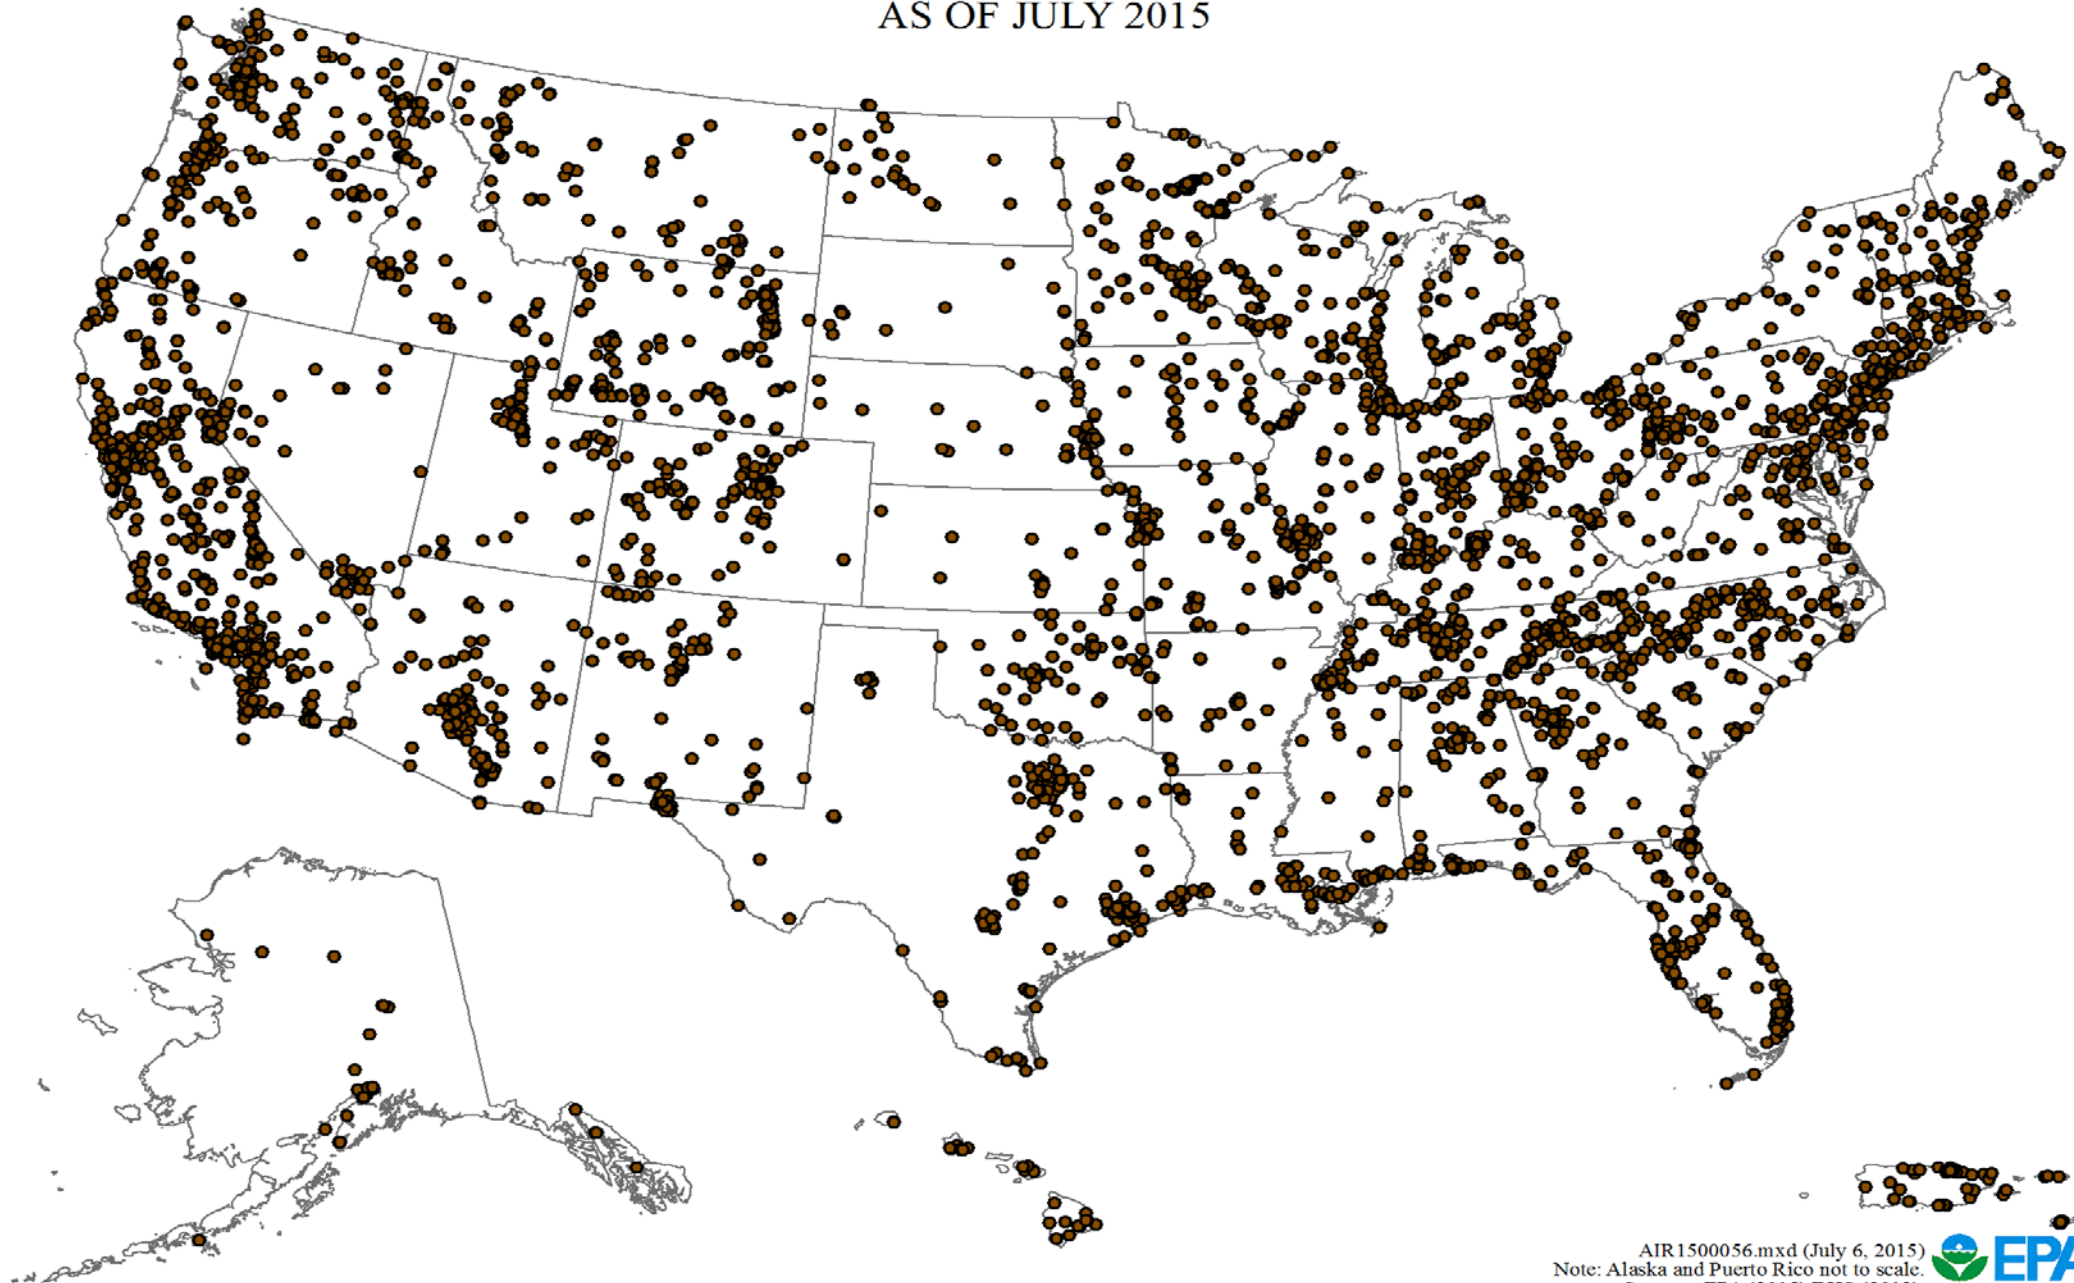 AS OF JULY 2015
AIR1500056.mxd (July 6, 2015)
Note: Alaska and Puerto Rico not to scale.
EPA